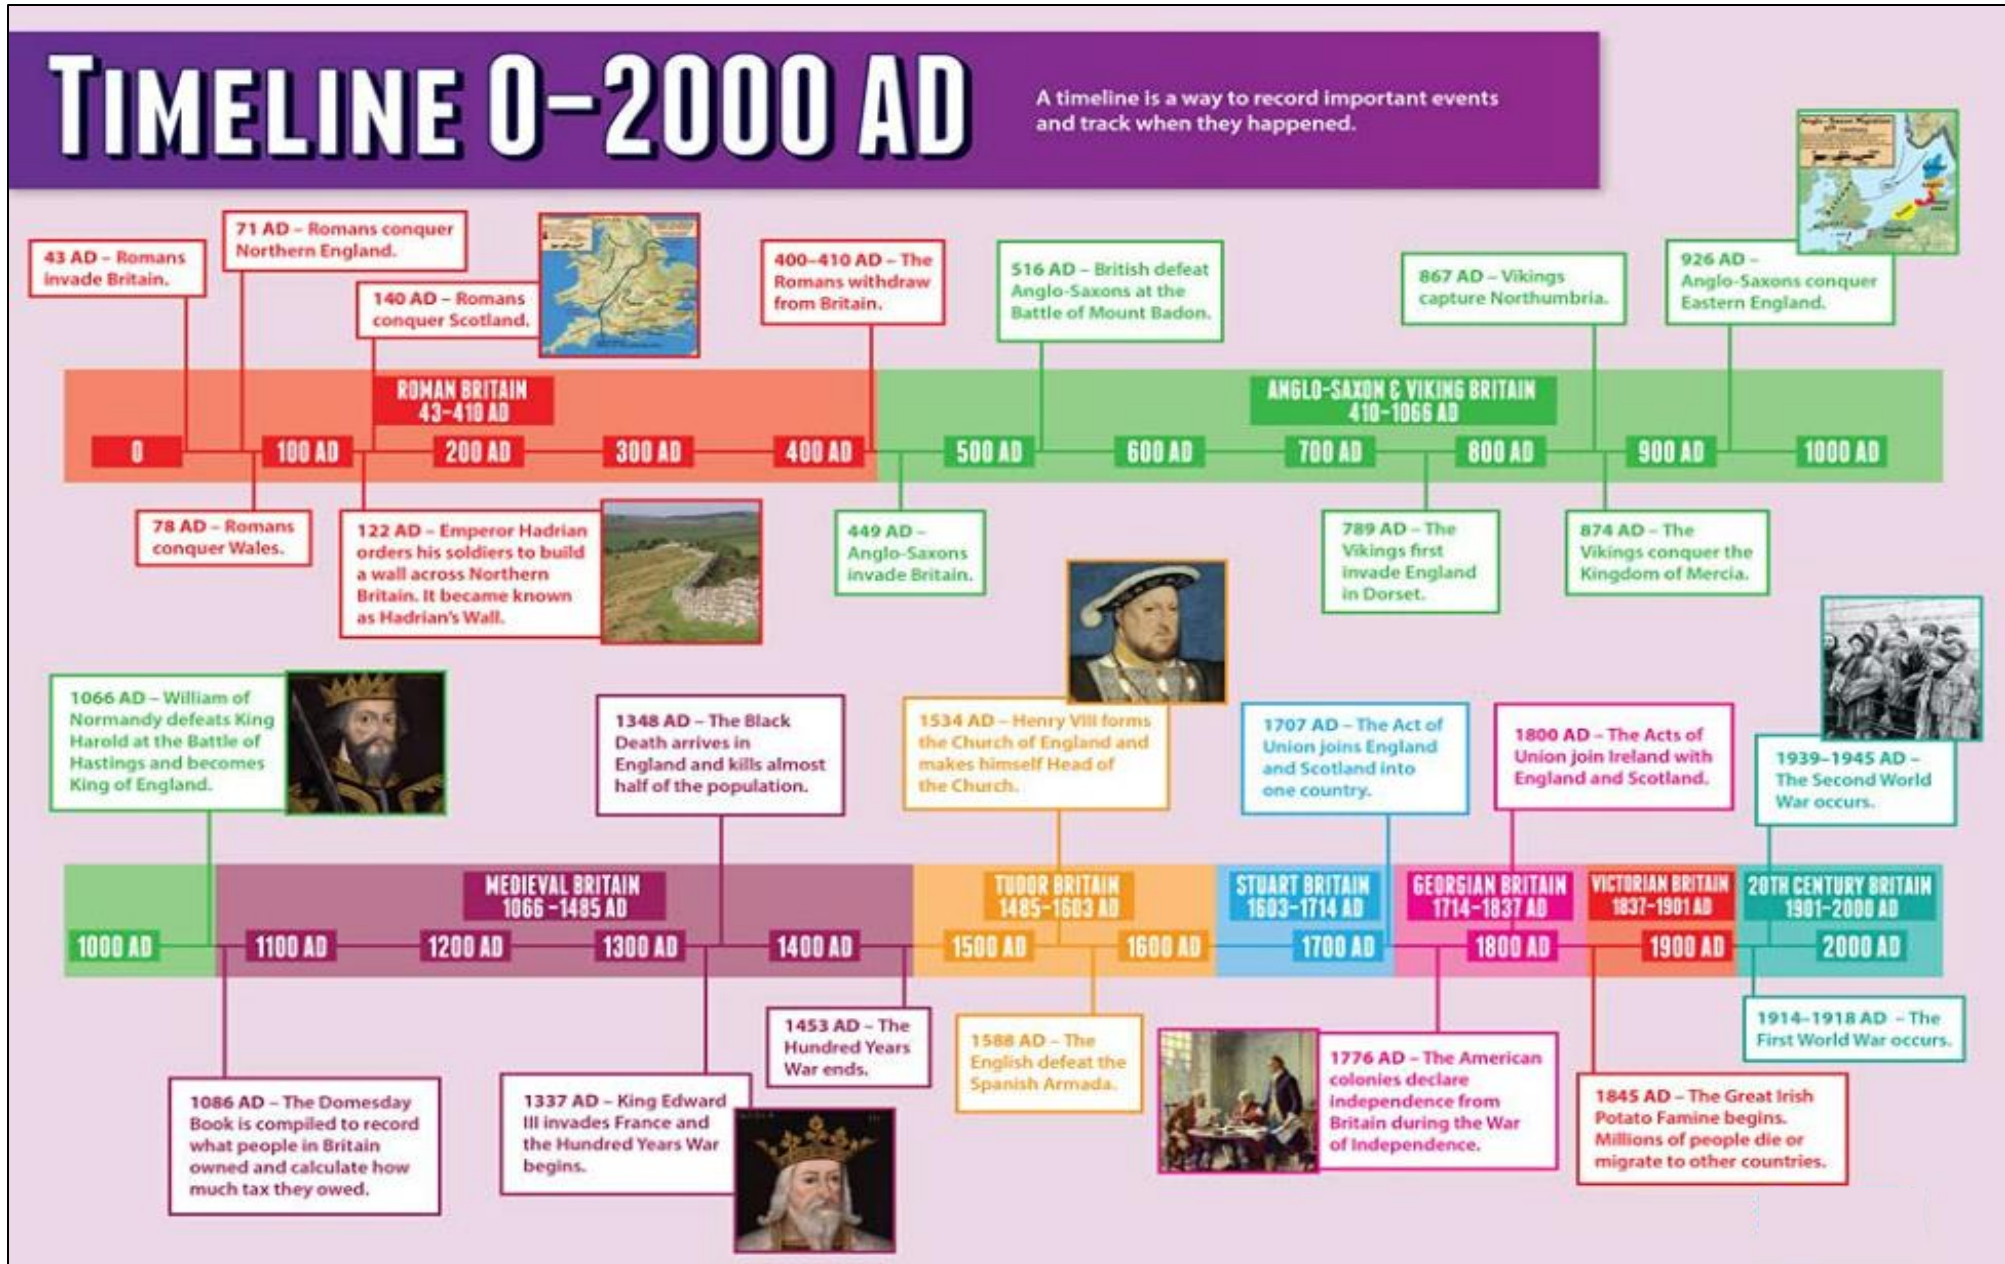 TIMELINE 0–2000 AD
A timeline is a way to record important events
and track when they happened.
43 AD – Romans
invade Britain.
71 AD – Romans conquer
Northern England.
140 AD – Romans
conquer Scotland.
400–410 AD – The
Romans withdraw
from Britain.
516 AD – British defeat
Anglo-Saxons at the
Battle of Mount Badon.
867 AD – Vikings
capture Northumbria.
926 AD –
Anglo-Saxons conquer
Eastern England.
ROMAN BRITAIN
43–410 AD
ANGLO-SAXON & VIKING BRITAIN
410–1066 AD
0
100 AD
200 AD
300 AD
400 AD
500 AD
600 AD
700 AD
800 AD
900 AD
1000 AD
78 AD – Romans
conquer Wales.
122 AD – Emperor Hadrian
orders his soldiers to build
a wall across Northern
Britain. It became known
as Hadrian's Wall.
449 AD –
Anglo-Saxons
invade Britain.
789 AD – The
Vikings first
invade England
in Dorset.
874 AD – The
Vikings conquer the
Kingdom of Mercia.
1066 AD – William of
Normandy defeats King
Harold at the Battle of
Hastings and becomes
King of England.
1348 AD – The Black
Death arrives in
England and kills almost
half of the population.
1534 AD – Henry VIII forms
the Church of England and
makes himself Head of
the Church.
1707 AD – The Act of
Union joins England
and Scotland into
one country.
1800 AD – The Acts of
Union join Ireland with
England and Scotland.
1939–1945 AD –
The Second World
War occurs.
MEDIEVAL BRITAIN
1066 –1485 AD
TUDOR BRITAIN
1485–1603 AD
STUART BRITAIN
1603–1714 AD
GEORGIAN BRITAIN
1714–1837 AD
VICTORIAN BRITAIN
1837–1901 AD
20TH CENTURY BRITAIN
1901–2000 AD
1000 AD
1100 AD
1200 AD
1300 AD
1400 AD
1500 AD
1600 AD
1700 AD
1800 AD
1900 AD
2000 AD
1086 AD – The Domesday
Book is compiled to record
what people in Britain
owned and calculate how
much tax they owed.
1337 AD – King Edward
III invades France and
the Hundred Years War
begins.
1453 AD – The
Hundred Years
War ends.
1588 AD – The
English defeat the
Spanish Armada.
1776 AD – The American
colonies declare
independence from
Britain during the War
of Independence.
1845 AD – The Great Irish
Potato Famine begins.
Millions of people die or
migrate to other countries.
1914–1918 AD – The
First World War occurs.